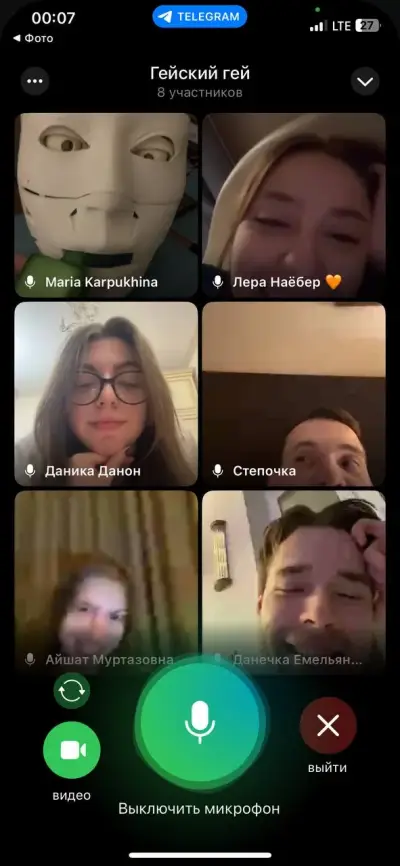 00:07
TELEGRAM
LTE 27
◀ Фото
Гейский гей
8 участников
Maria Karpukhina
Лера Наёбер 🧡
Даника Данон
Степочка
Айшат Муртазовна
Данечка Емельян...
видео
выйти
Выключить микрофон